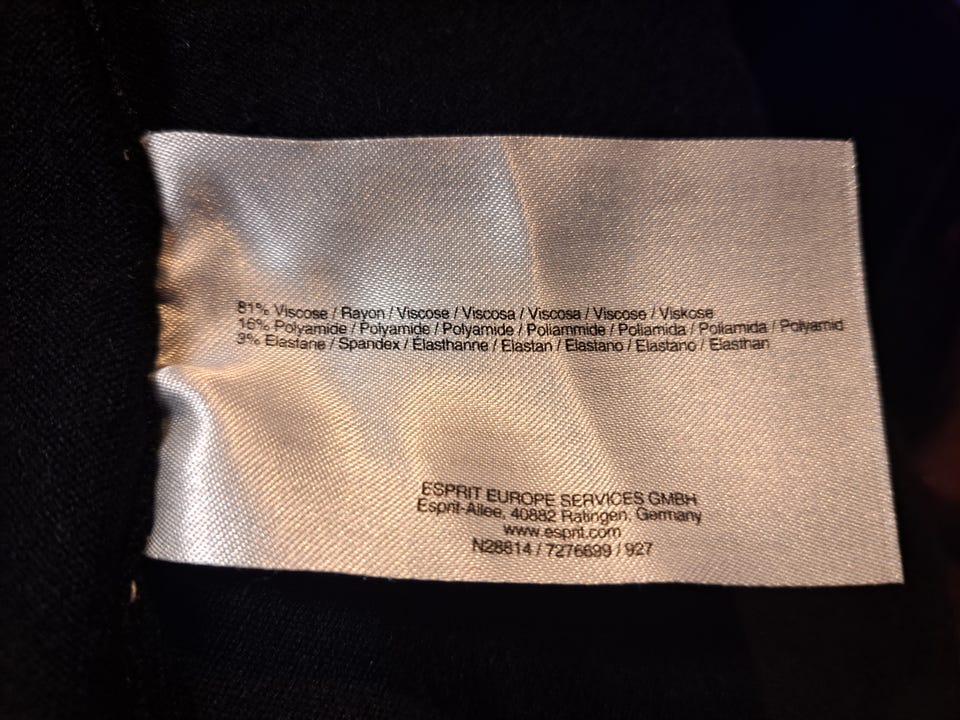 81% Viscose / Rayon / Viscose / Viscosa / Viscosa / Viscose / Viskose
16% Polyamide / Polyamide / Polyamide / Poliammide / Poliamida / Poliamida / Polyamid
3% Elastane / Spandex / Élasthanne / Elastan / Elastano / Elastano / Elasthan
ESPRIT EUROPE SERVICES GMBH
Esprit-Allee, 40882 Ratingen, Germany
www.esprit.com
N28814 / 7276699 / 927